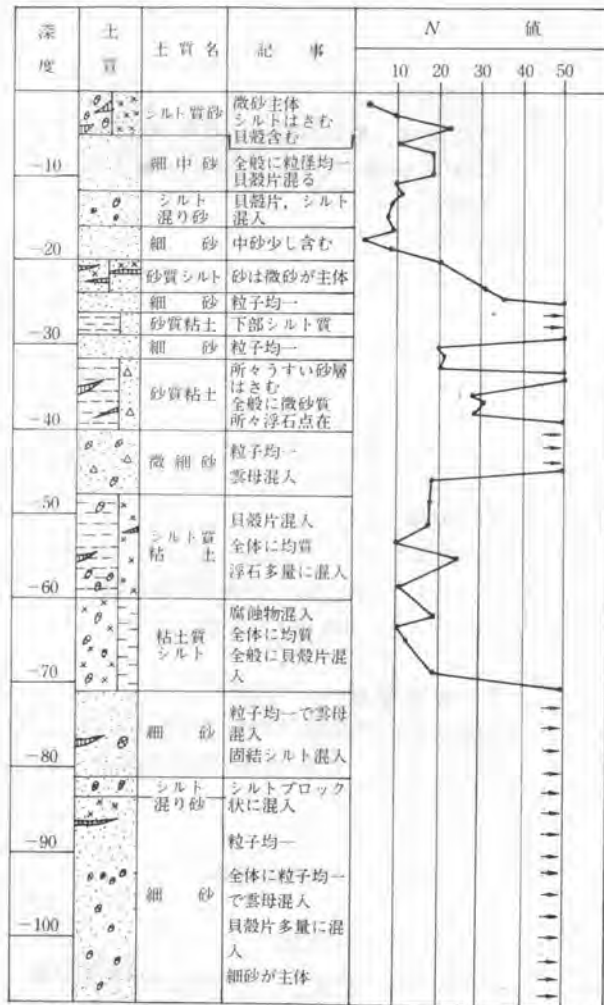 深度
土質
土質名
記事
N 値
10 20 30 40 50
シルト質砂
微砂主体
シルトはさむ
貝殻含む
-10
細中砂
全般に粒径均一
貝殻片混る
シルト
混り砂
貝殻片，シルト
混入
-20
細砂
中砂少し含む
砂質シルト
砂は微砂が主体
細砂
粒子均一
砂質粘土
下部シルト質
-30
細砂
粒子均一
砂質粘土
所々うすい砂層
はさむ
全般に微砂質
所々浮石点在
-40
微細砂
粒子均一
雲母混入
-50
シルト質
粘土
貝殻片混入
全体に均質
浮石多量に混入
-60
粘土質
シルト
腐蝕物混入
全体に均質
全般に貝殻片混
入
-70
細砂
粒子均一で雲母
混入
固結シルト混入
-80
シルト
混り砂
シルトブロック
状に混入
-90
細砂
粒子均一
全体に粒子均一
で雲母混入
貝殻片多量に混
入
細砂が主体
-100